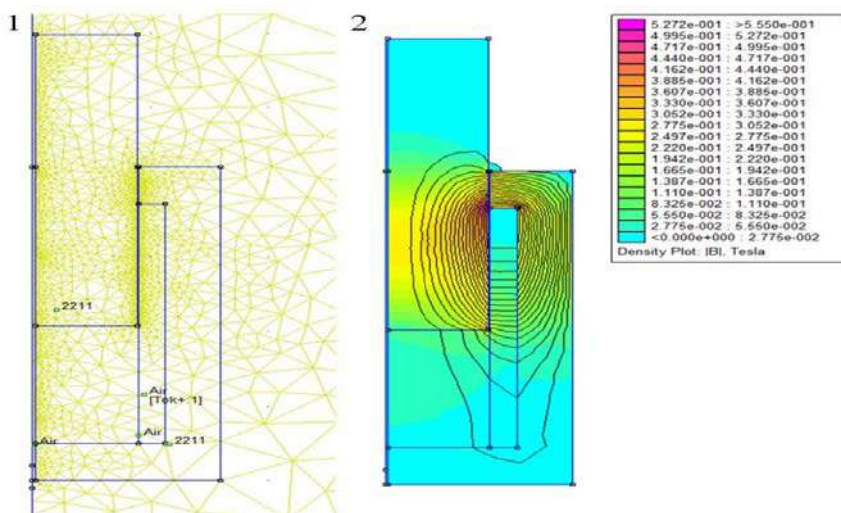 1
2
2211
Air
[Tok+:1]
Air
Air
2211
5.272e-001 : >5.550e-001
4.995e-001 : 5.272e-001
4.717e-001 : 4.995e-001
4.440e-001 : 4.717e-001
4.162e-001 : 4.440e-001
3.885e-001 : 4.162e-001
3.607e-001 : 3.885e-001
3.330e-001 : 3.607e-001
3.052e-001 : 3.330e-001
2.775e-001 : 3.052e-001
2.497e-001 : 2.775e-001
2.220e-001 : 2.497e-001
1.942e-001 : 2.220e-001
1.665e-001 : 1.942e-001
1.387e-001 : 1.665e-001
1.110e-001 : 1.387e-001
8.325e-002 : 1.110e-001
5.550e-002 : 8.325e-002
2.775e-002 : 5.550e-002
<0.000e+000 : 2.775e-002
Density Plot: |B|, Tesla